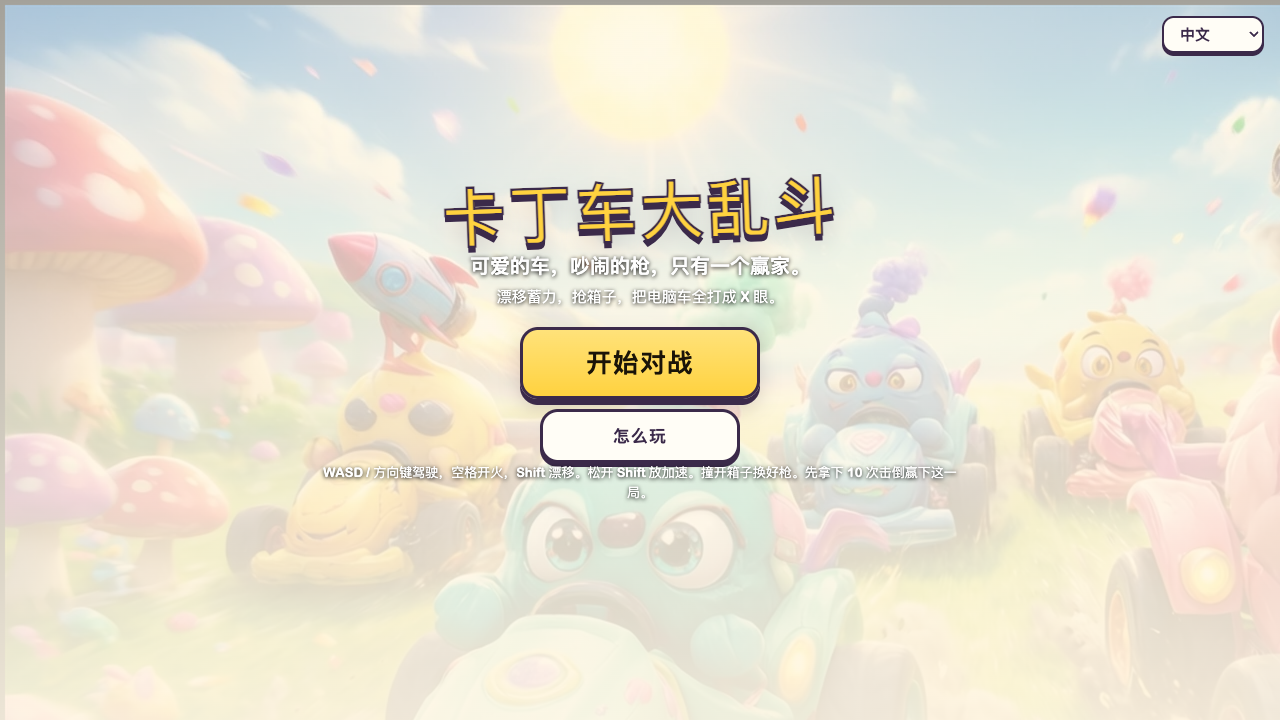 中文
卡丁车大乱斗
可爱的车，吵闹的枪，只有一个赢家。
漂移蓄力，抢箱子，把电脑车全打成 X 眼。
开始对战
怎么玩
WASD / 方向键驾驶，空格开火，Shift 漂移。松开 Shift 放加速。撞开箱子换好枪。先拿下 10 次击倒赢下这一
局。